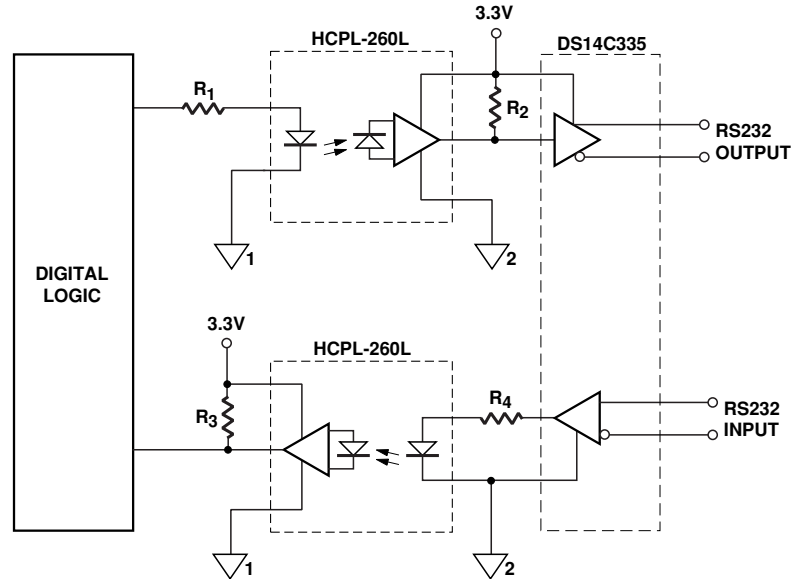 3.3V
HCPL-260L
DS14C335
R1
R2
RS232
OUTPUT
1
2
DIGITAL
LOGIC
3.3V
HCPL-260L
R3
R4
RS232
INPUT
1
2